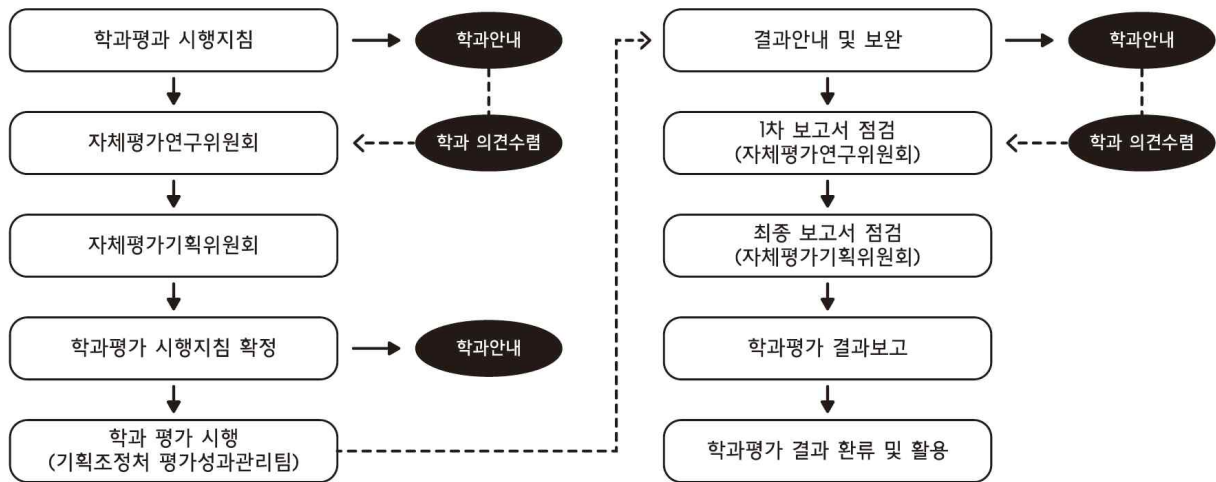 학과평과 시행지침
학과안내
자체평가연구위원회
학과 의견수렴
자체평가기획위원회
학과평가 시행지침 확정
학과안내
학과 평가 시행
(기획조정처 평가성과관리팀)
결과안내 및 보완
학과안내
1차 보고서 점검
(자체평가연구위원회)
학과 의견수렴
최종 보고서 점검
(자체평가기획위원회)
학과평가 결과보고
학과평가 결과 환류 및 활용